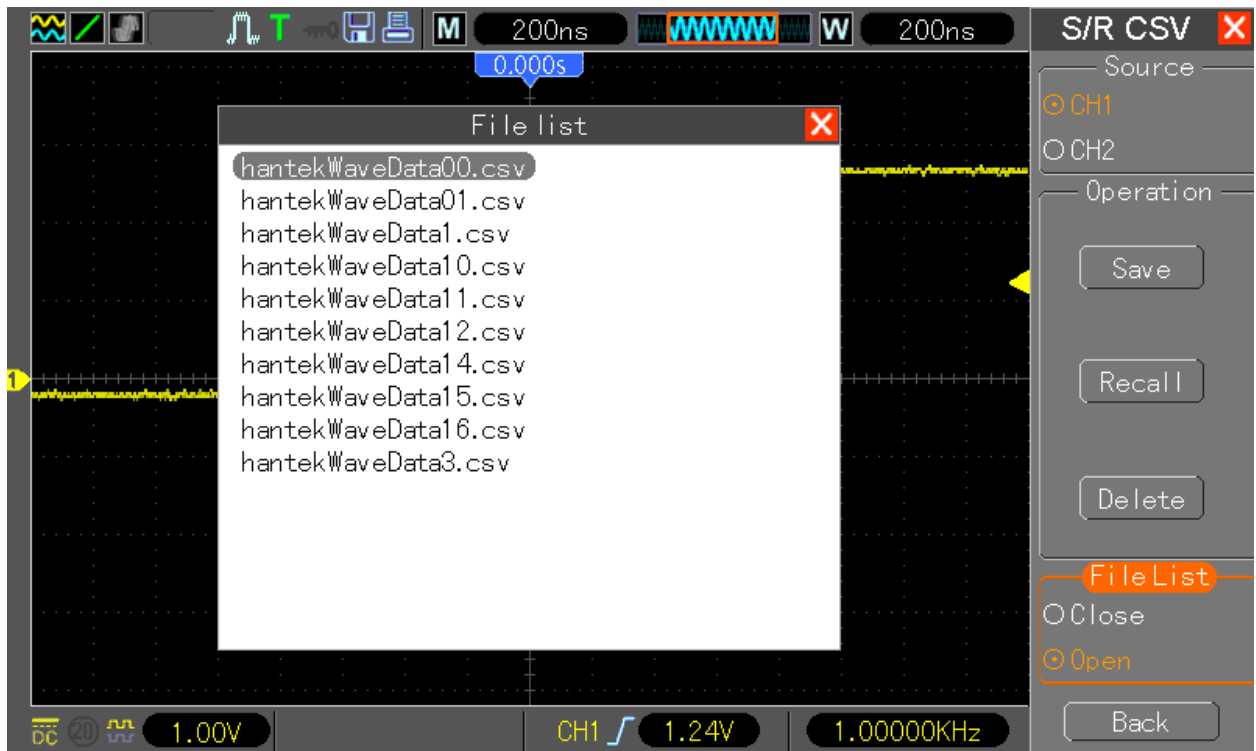 T M 200ns W 200ns S/R CSV X
0.000s
Source
CH1
CH2
File list X
hantekWaveData00.csv
hantekWaveData01.csv
hantekWaveData1.csv
hantekWaveData10.csv
hantekWaveData11.csv
hantekWaveData12.csv
hantekWaveData14.csv
hantekWaveData15.csv
hantekWaveData16.csv
hantekWaveData3.csv
1
Operation
Save
Recall
Delete
File List
Close
Open
Back
DC 20 1.00V CH1 1.24V 1.00000KHz